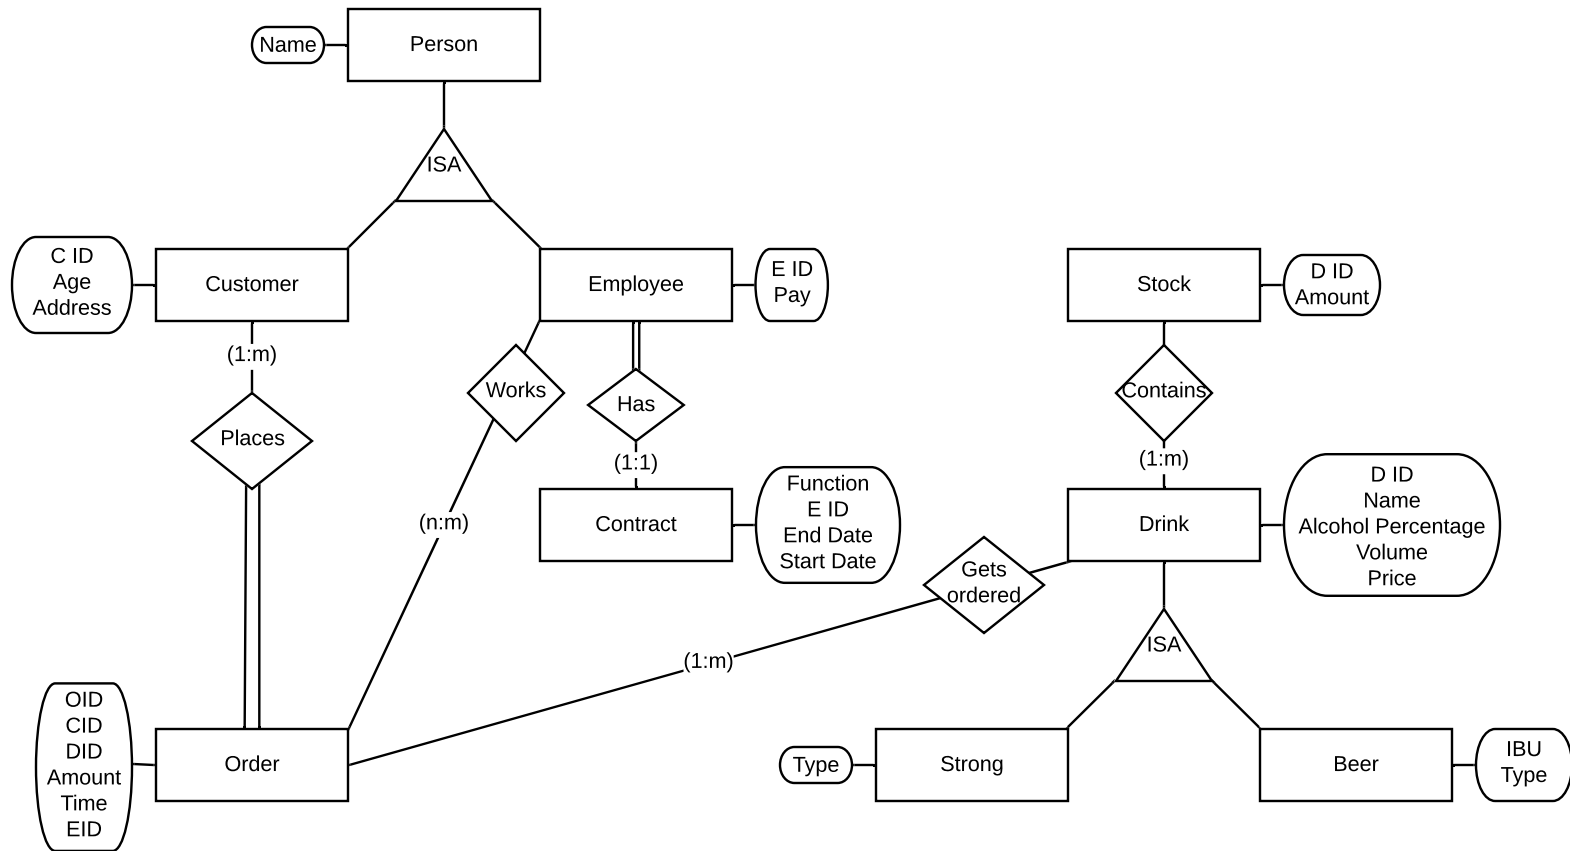 Name
Person
ISA
C ID
Age
Address
Customer
Employee
E ID
Pay
Stock
D ID
Amount
(1:m)
Places
Works
Has
(1:1)
Contains
(1:m)
(n:m)
Contract
Function
E ID
End Date
Start Date
Drink
D ID
Name
Alcohol Percentage
Volume
Price
Gets
ordered
(1:m)
ISA
OID
CID
DID
Amount
Time
EID
Order
Type
Strong
Beer
IBU
Type